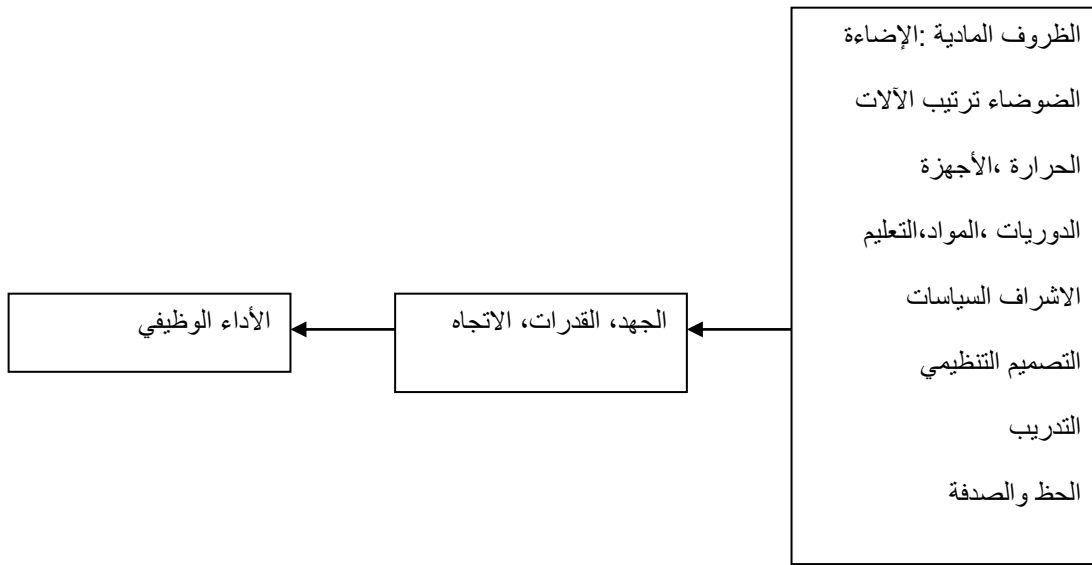 الظروف المادية :الإضاءة
الضوضاء ترتيب الآلات
الحرارة ،الأجهزة
الدوريات ،المواد،التعليم
الاشراف السياسات
التصميم التنظيمي
التدريب
الحظ والصدفة
الجهد، القدرات، الاتجاه
الأداء الوظيفي